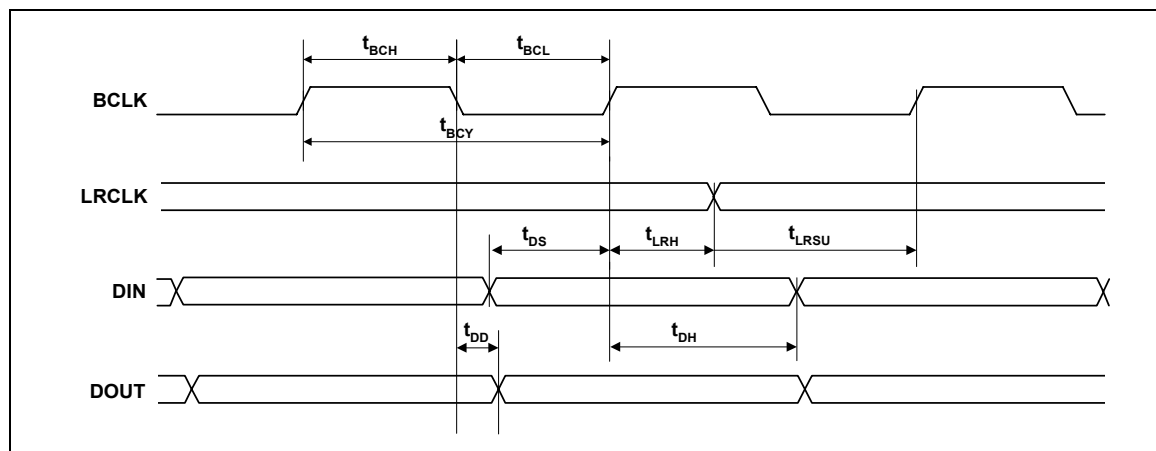 tBCH tBCL
BCLK
tBCY
LRCLK
tDS tLRH tLRSU
DIN
tDD tDH
DOUT